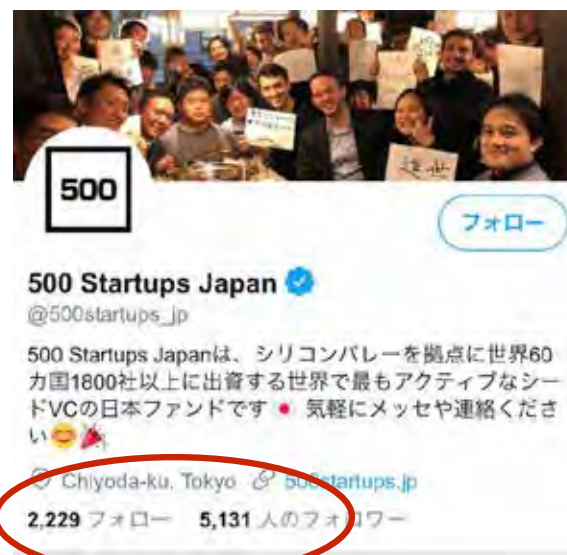 500
フォロー
500 Startups Japan
@500startups_jp
500 Startups Japanは、シリコンバレーを拠点に世界60
カ国1800社以上に出資する世界で最もアクティブなシー
ドVCの日本ファンドです 気軽にメッセや連絡くださ
い😊🎉
Chiyoda-ku, Tokyo 500startups.jp
2,229 フォロー 5,131 人のフォロワー